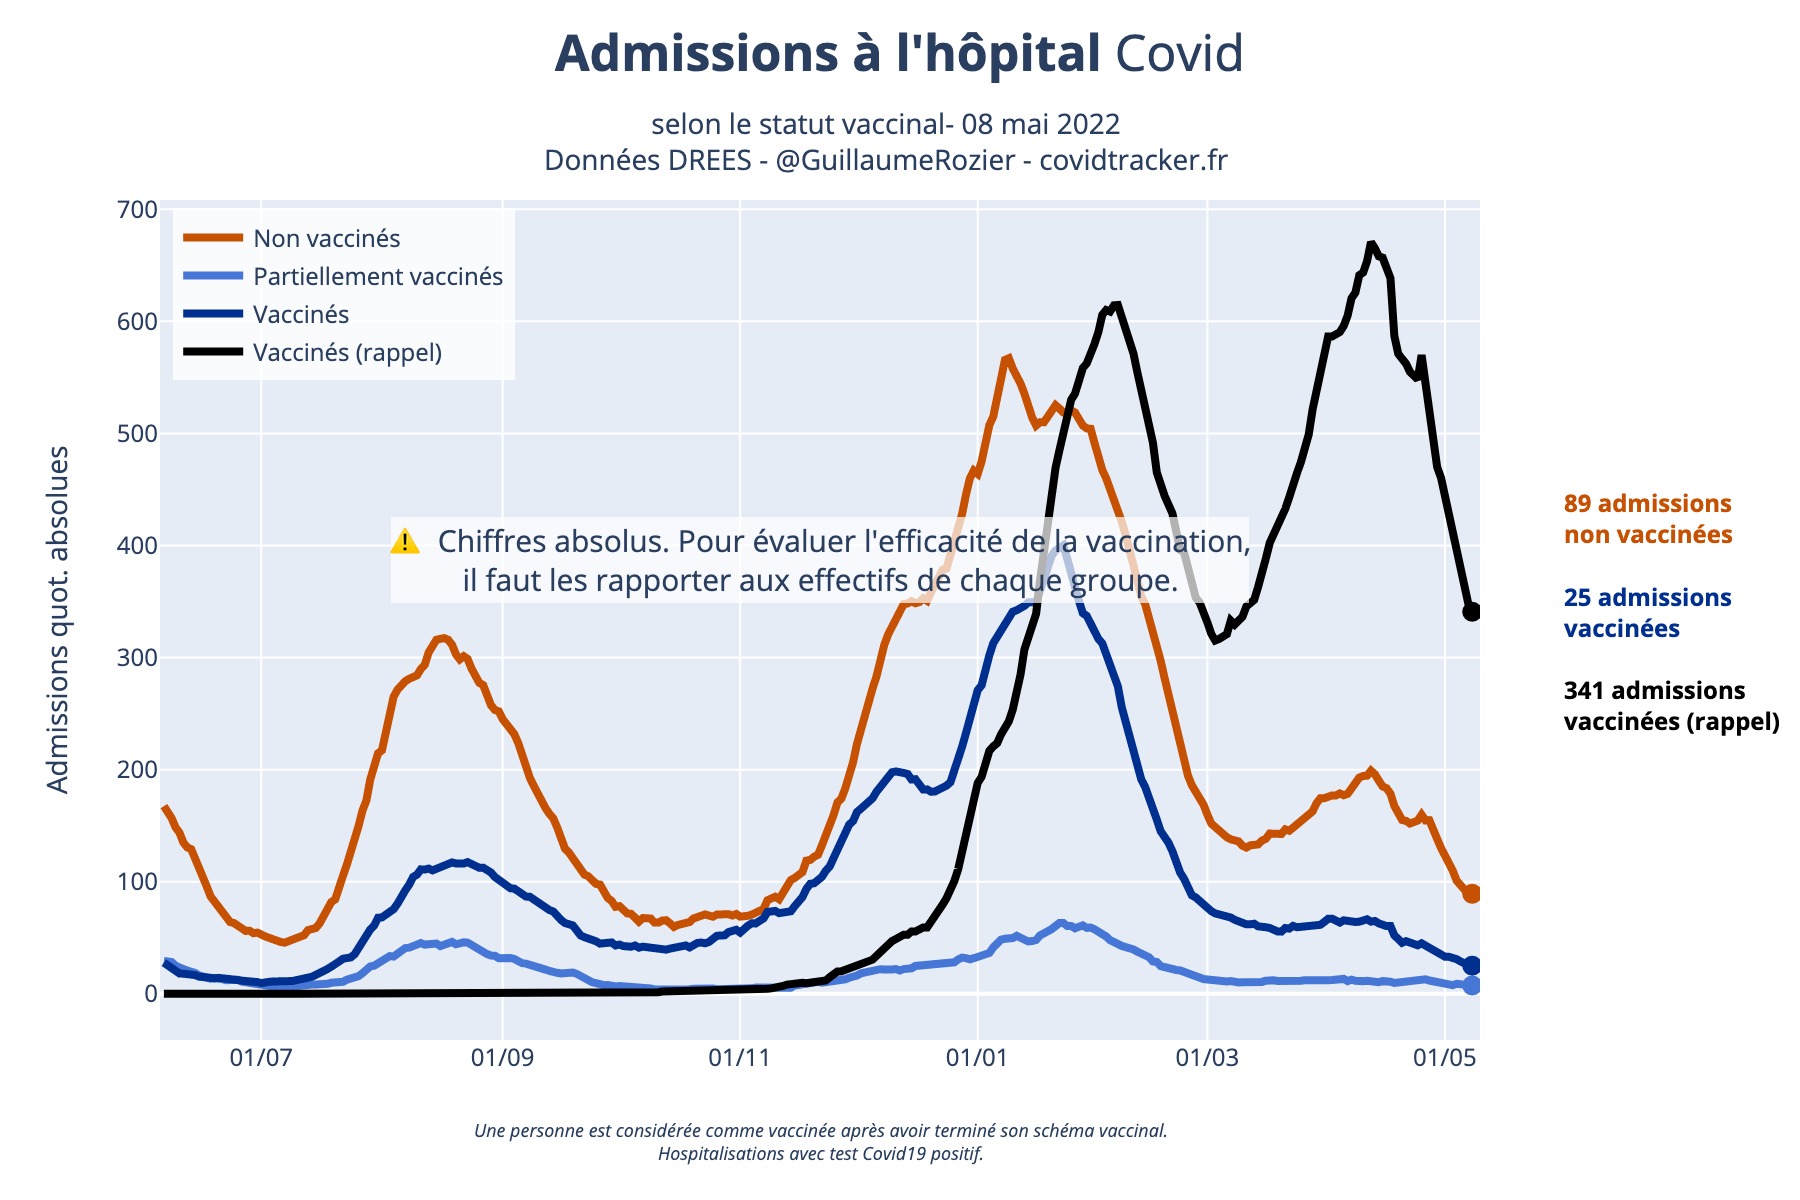 Admissions à l'hôpital Covid
selon le statut vaccinal- 08 mai 2022
Données DREES - @GuillaumeRozier - covidtracker.fr
Admissions quot. absolues
700
600
500
400
300
200
100
0
Non vaccinés
Partiellement vaccinés
Vaccinés
Vaccinés (rappel)
⚠️ Chiffres absolus. Pour évaluer l'efficacité de la vaccination,
il faut les rapporter aux effectifs de chaque groupe.
89 admissions
non vaccinées
25 admissions
vaccinées
341 admissions
vaccinées (rappel)
01/07 01/09 01/11 01/01 01/03 01/05
Une personne est considérée comme vaccinée après avoir terminé son schéma vaccinal.
Hospitalisations avec test Covid19 positif.